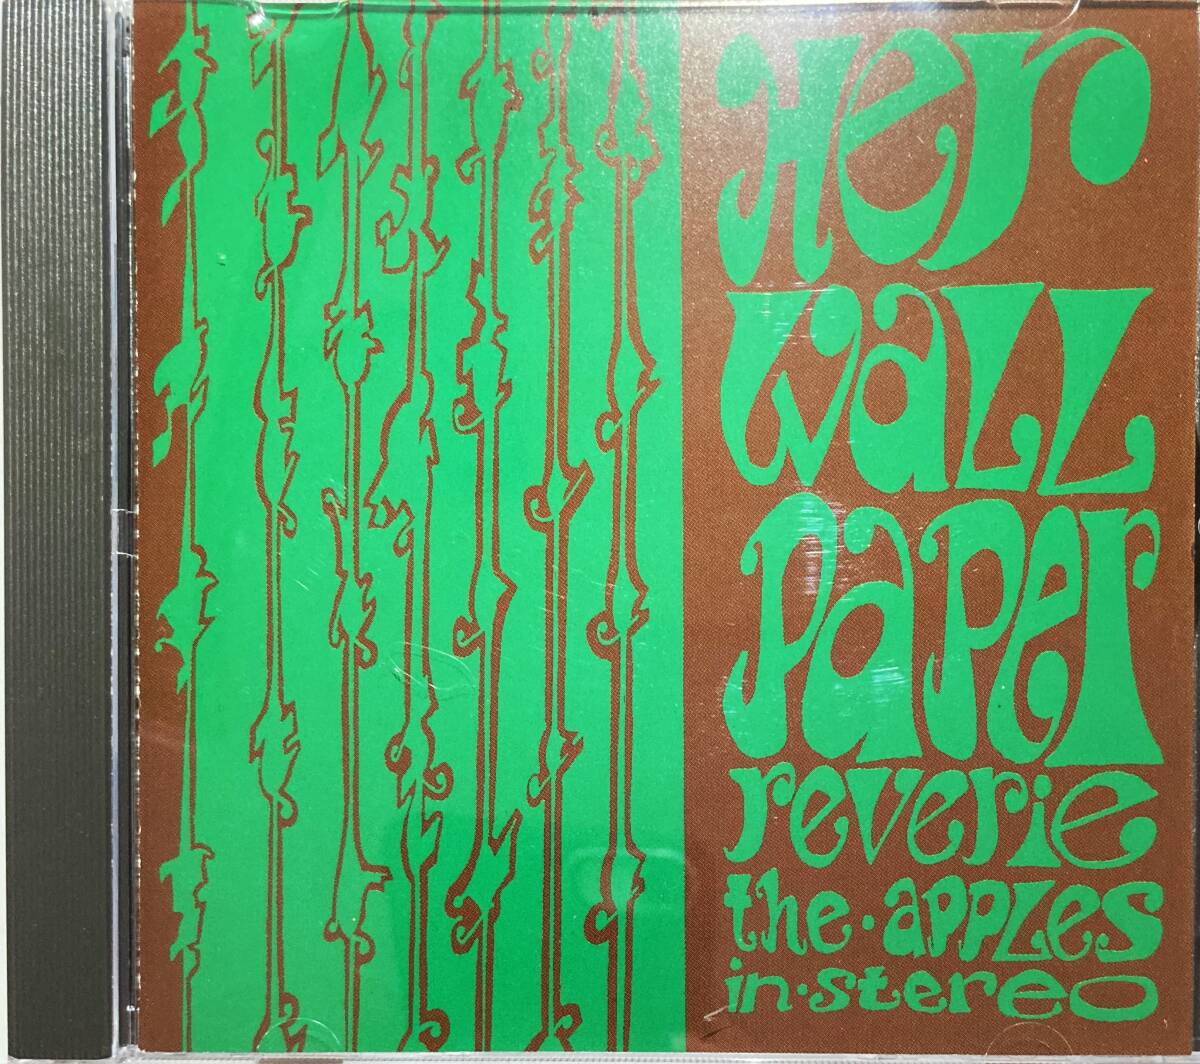 Her
WaLL
Paper
reverie
the·apples
in·stereo